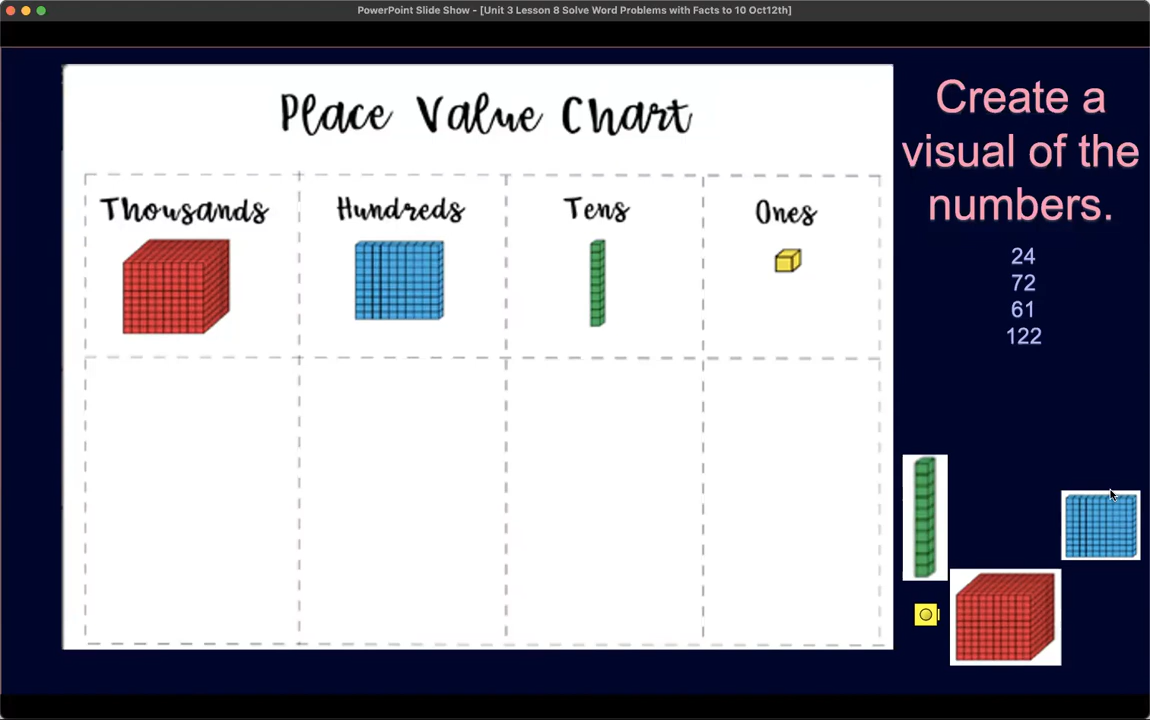 PowerPoint Slide Show - [Unit 3 Lesson 8 Solve Word Problems with Facts to 10 Oct12th]
Place Value Chart
Thousands Hundreds Tens Ones
Create a
visual of the
numbers.
24
72
61
122